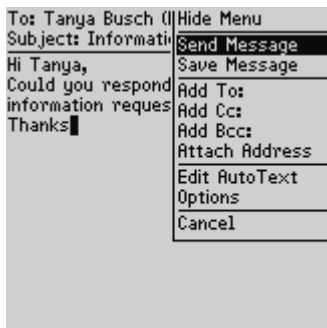 To: Tanya Busch (
Subject: Informati
Hi Tanya,
Could you respond
information reques
Thanks
Hide Menu
Send Message
Save Message
Add To:
Add Cc:
Add Bcc:
Attach Address
Edit AutoText
Options
Cancel